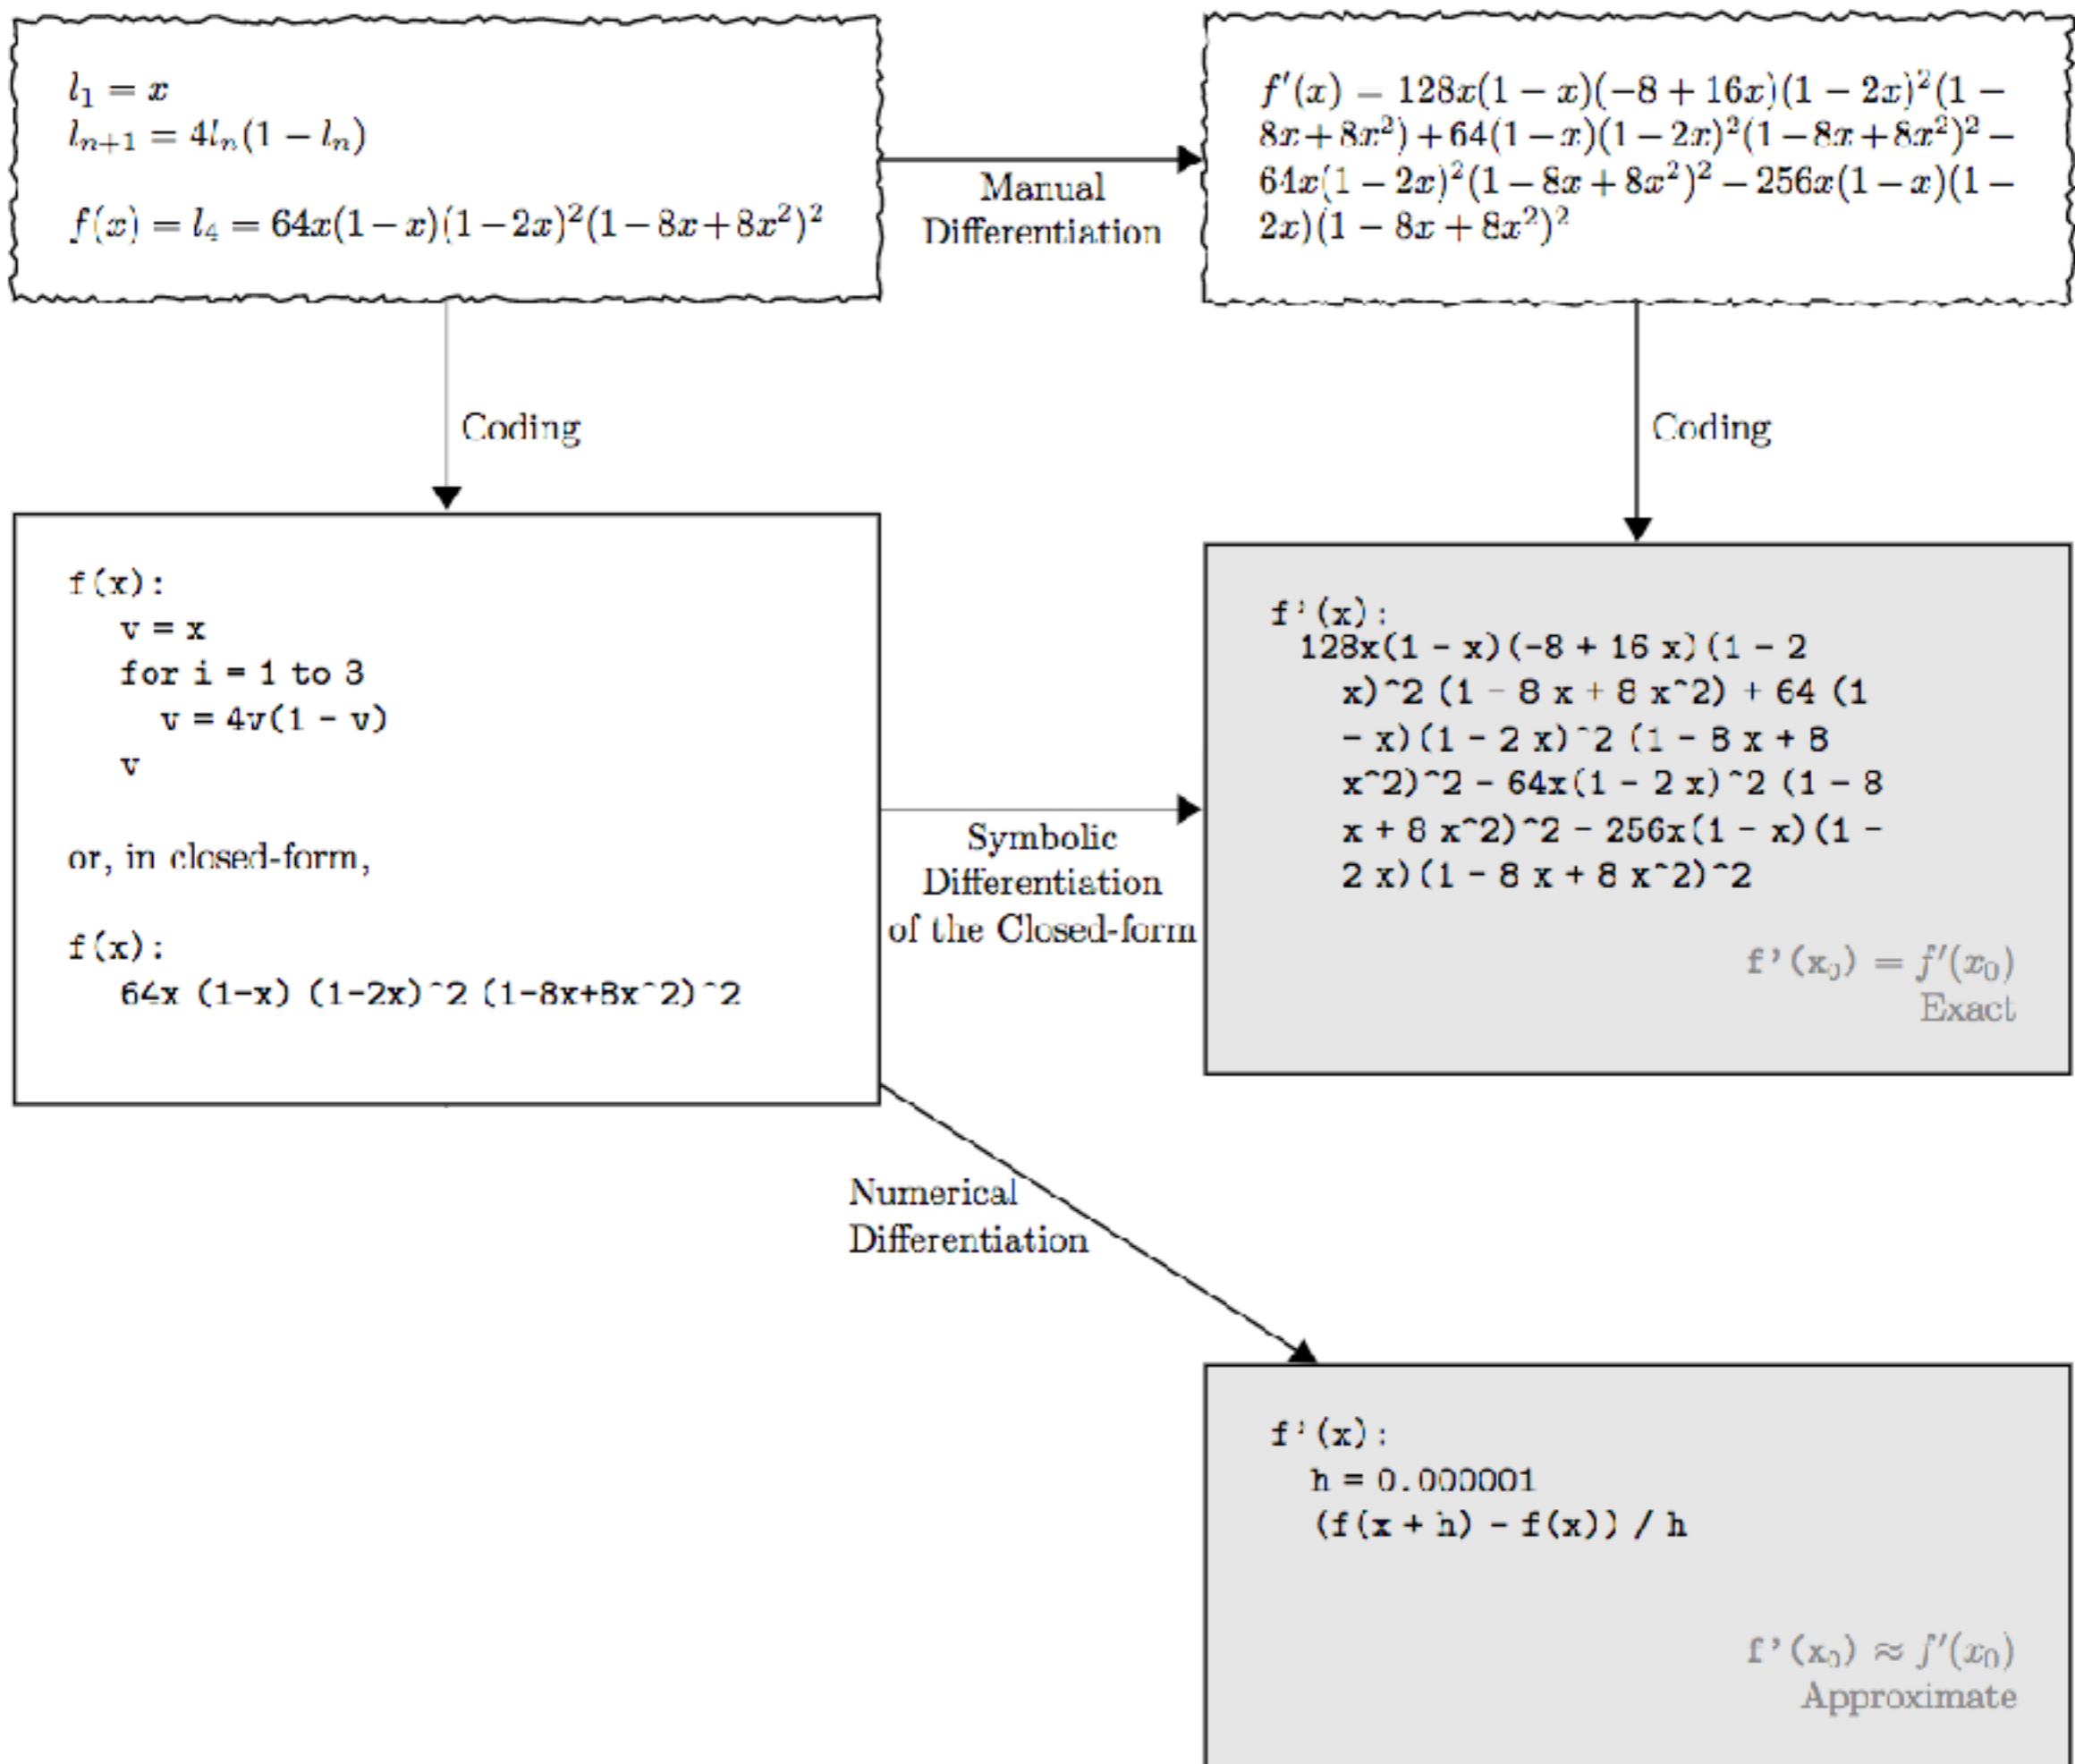 l₁ = x
lₙ₊₁ = 4lₙ(1 − lₙ)
f(x) = l₄ = 64x(1−x)(1−2x)²(1−8x+8x²)²
Manual
Differentiation
f′(x) = 128x(1 − x)(−8 + 16x)(1 − 2x)²(1 −
8x + 8x²) + 64(1 − x)(1 − 2x)²(1 − 8x + 8x²)² −
64x(1 − 2x)²(1 − 8x + 8x²)² − 256x(1 − x)(1 −
2x)(1 − 8x + 8x²)²
Coding
Coding
f(x):
v = x
for i = 1 to 3
v = 4v(1 - v)
v
or, in closed-form,
f(x):
64x (1-x) (1-2x)^2 (1-8x+8x^2)^2
Symbolic
Differentiation
of the Closed-form
f'(x):
128x(1 - x)(-8 + 16 x)(1 - 2
x)^2 (1 - 8 x + 8 x^2) + 64 (1
- x)(1 - 2 x)^2 (1 - 8 x + 8
x^2)^2 - 64x(1 - 2 x)^2 (1 - 8
x + 8 x^2)^2 - 256x(1 - x)(1 -
2 x)(1 - 8 x + 8 x^2)^2
f'(x₀) = f′(x₀)
Exact
Numerical
Differentiation
f'(x):
h = 0.000001
(f(x + h) - f(x)) / h
f'(x₀) ≈ f′(x₀)
Approximate